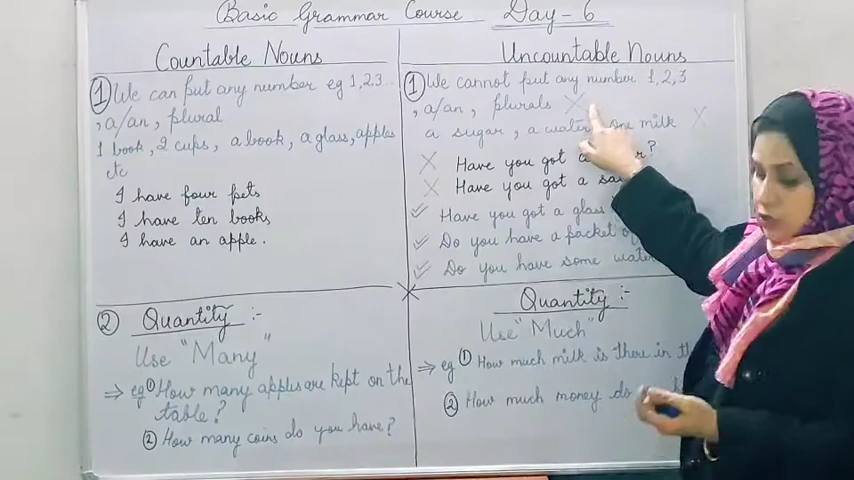 Basic Grammar Course Day-6
Countable Nouns
① We can put any number eg 1,2,3...
, a/an, plural
1 book, 2 cups, a book, a glass, apples
etc
I have four pets
I have ten books
I have an apple.
② Quantity :-
Use "Many"
⇒ eg ① How many apples are kept on the
table?
② How many coins do you have?
Uncountable Nouns
① We cannot put any number 1,2,3
, a/an, plurals ✗
a sugar, a water, one milk ✗
✗ Have you got a ?
✗ Have you got a
✓ Have you got a glass
✓ Do you have a packet of
✓ Do you have some water
Quantity :-
Use "Much"
⇒ eg ① How much milk is there in
② How much money do